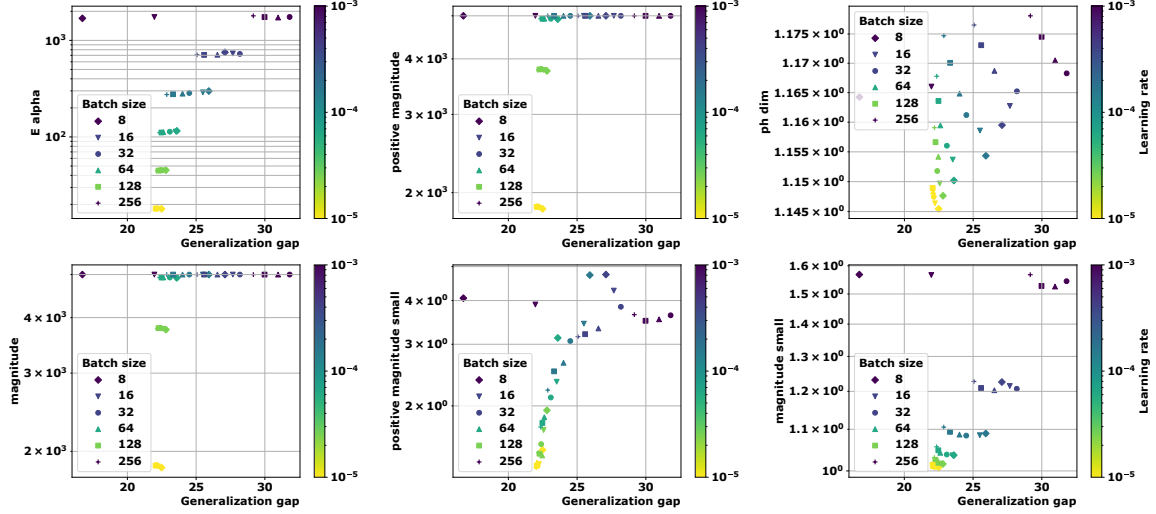 E alpha
10³
10²
20
25
30
Generalization gap
Batch size
8
16
32
64
128
256
10⁻³
10⁻⁴
10⁻⁵
positive magnitude
4 × 10³
3 × 10³
2 × 10³
20
25
30
Generalization gap
Batch size
8
16
32
64
128
256
10⁻³
10⁻⁴
10⁻⁵
ph dim
1.175 × 10⁰
1.17 × 10⁰
1.165 × 10⁰
1.16 × 10⁰
1.155 × 10⁰
1.15 × 10⁰
1.145 × 10⁰
20
25
30
Generalization gap
Batch size
8
16
32
64
128
256
10⁻³
10⁻⁴
10⁻⁵
Learning rate
magnitude
4 × 10³
3 × 10³
2 × 10³
20
25
30
Generalization gap
Batch size
8
16
32
64
128
256
10⁻³
10⁻⁴
10⁻⁵
positive magnitude small
4 × 10⁰
3 × 10⁰
2 × 10⁰
20
25
30
Generalization gap
Batch size
8
16
32
64
128
256
10⁻³
10⁻⁴
10⁻⁵
magnitude small
1.6 × 10⁰
1.5 × 10⁰
1.4 × 10⁰
1.3 × 10⁰
1.2 × 10⁰
1.1 × 10⁰
10⁰
20
25
30
Generalization gap
Batch size
8
16
32
64
128
256
10⁻³
10⁻⁴
10⁻⁵
Learning rate